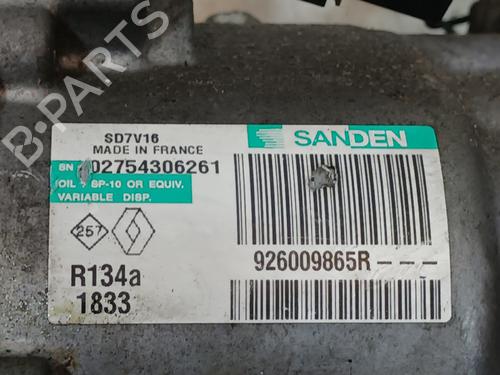 B-PARTS
SD7V16
MADE IN FRANCE
SANDEN
SN 02754306261
OIL SP-10 OR EQUIV.
VARIABLE DISP.
257
926009865R---
R134a
1833